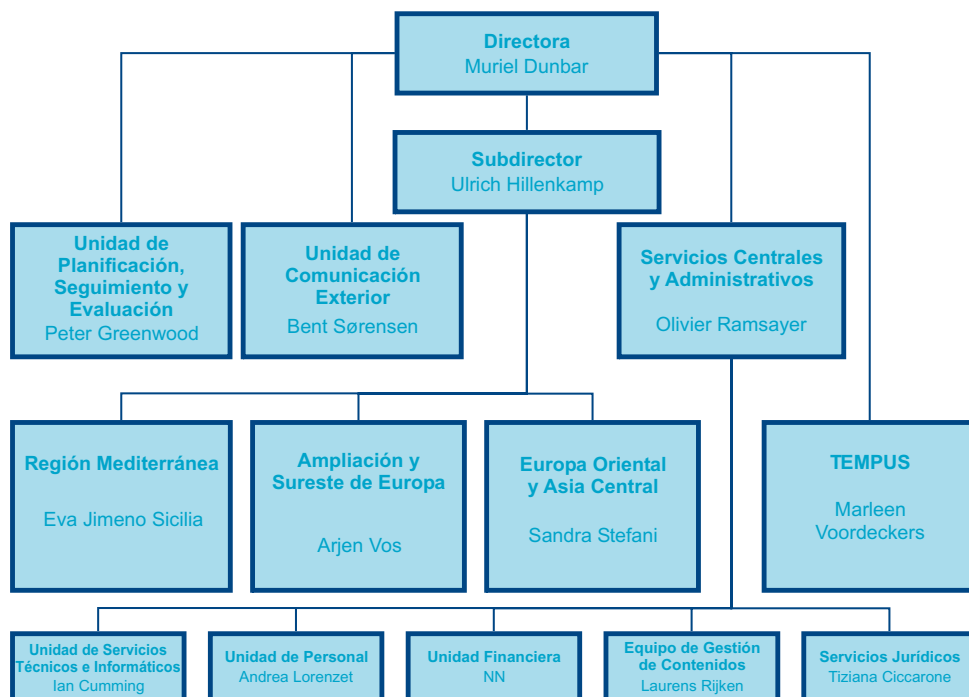 Directora
Muriel Dunbar
Subdirector
Ulrich Hillenkamp
Unidad de
Planificación,
Seguimiento y
Evaluación
Peter Greenwood
Unidad de
Comunicación
Exterior
Bent Sørensen
Servicios Centrales
y Administrativos
Olivier Ramsayer
Región Mediterránea
Eva Jimeno Sicilia
Ampliación y
Sureste de Europa
Arjen Vos
Europa Oriental
y Asia Central
Sandra Stefani
TEMPUS
Marleen
Voordeckers
Unidad de Servicios
Técnicos e Informáticos
Ian Cumming
Unidad de Personal
Andrea Lorenzet
Unidad Financiera
NN
Equipo de Gestión
de Contenidos
Laurens Rijken
Servicios Jurídicos
Tiziana Ciccarone